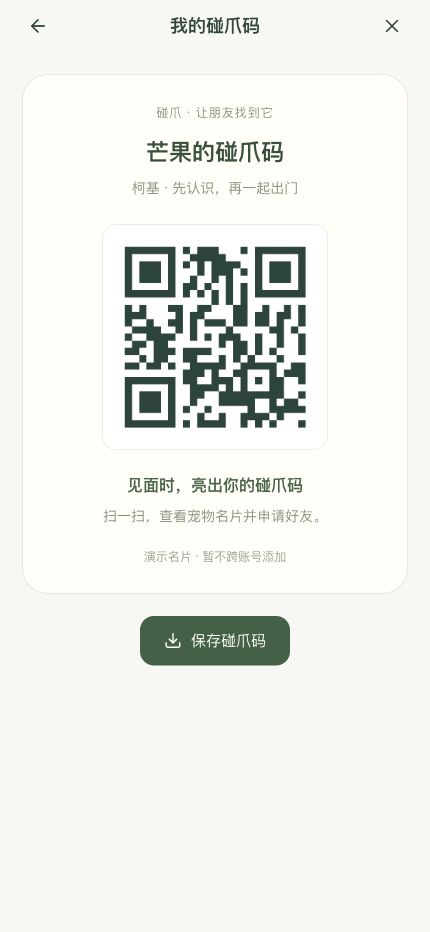 我的碰爪码
碰爪 · 让朋友找到它
芒果的碰爪码
柯基 · 先认识，再一起出门
见面时，亮出你的碰爪码
扫一扫，查看宠物名片并申请好友。
演示名片 · 暂不跨账号添加
保存碰爪码